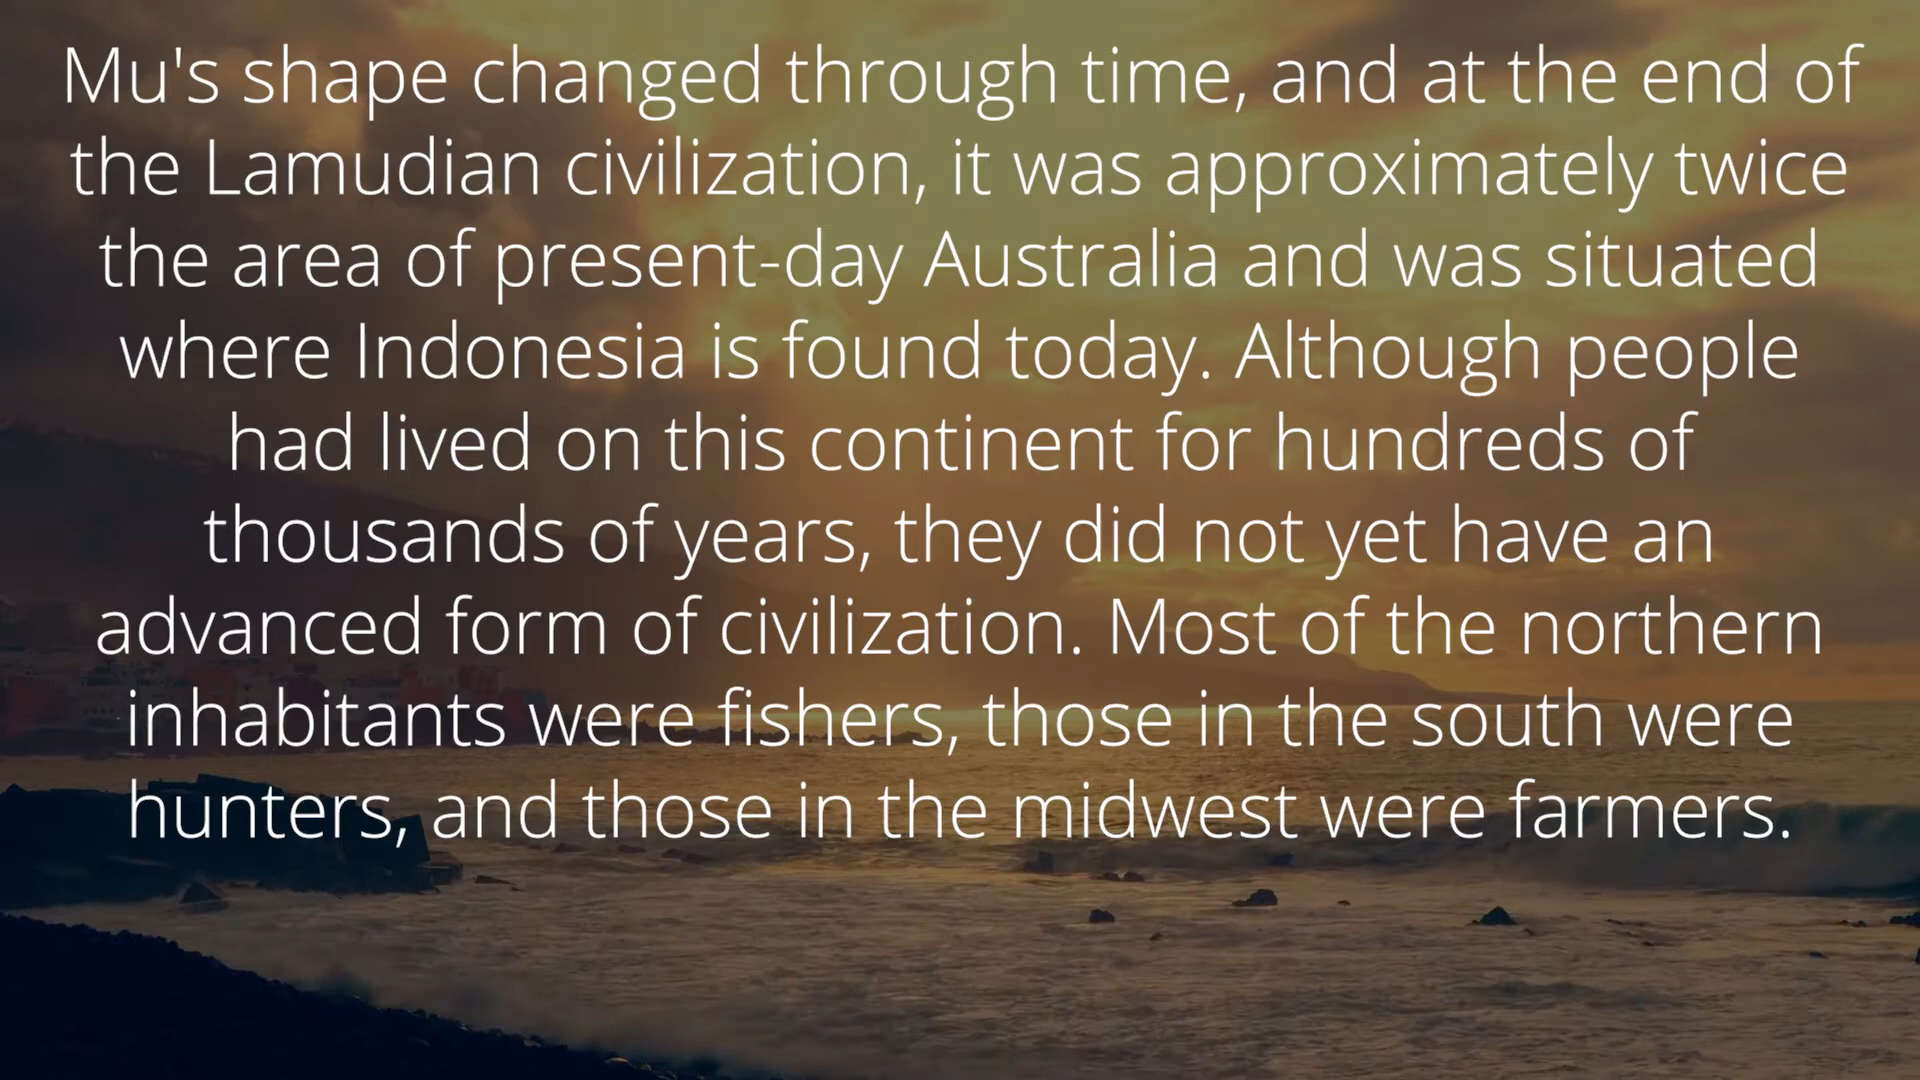 Mu's shape changed through time, and at the end of
the Lamudian civilization, it was approximately twice
the area of present-day Australia and was situated
where Indonesia is found today. Although people
had lived on this continent for hundreds of
thousands of years, they did not yet have an
advanced form of civilization. Most of the northern
inhabitants were fishers, those in the south were
hunters, and those in the midwest were farmers.